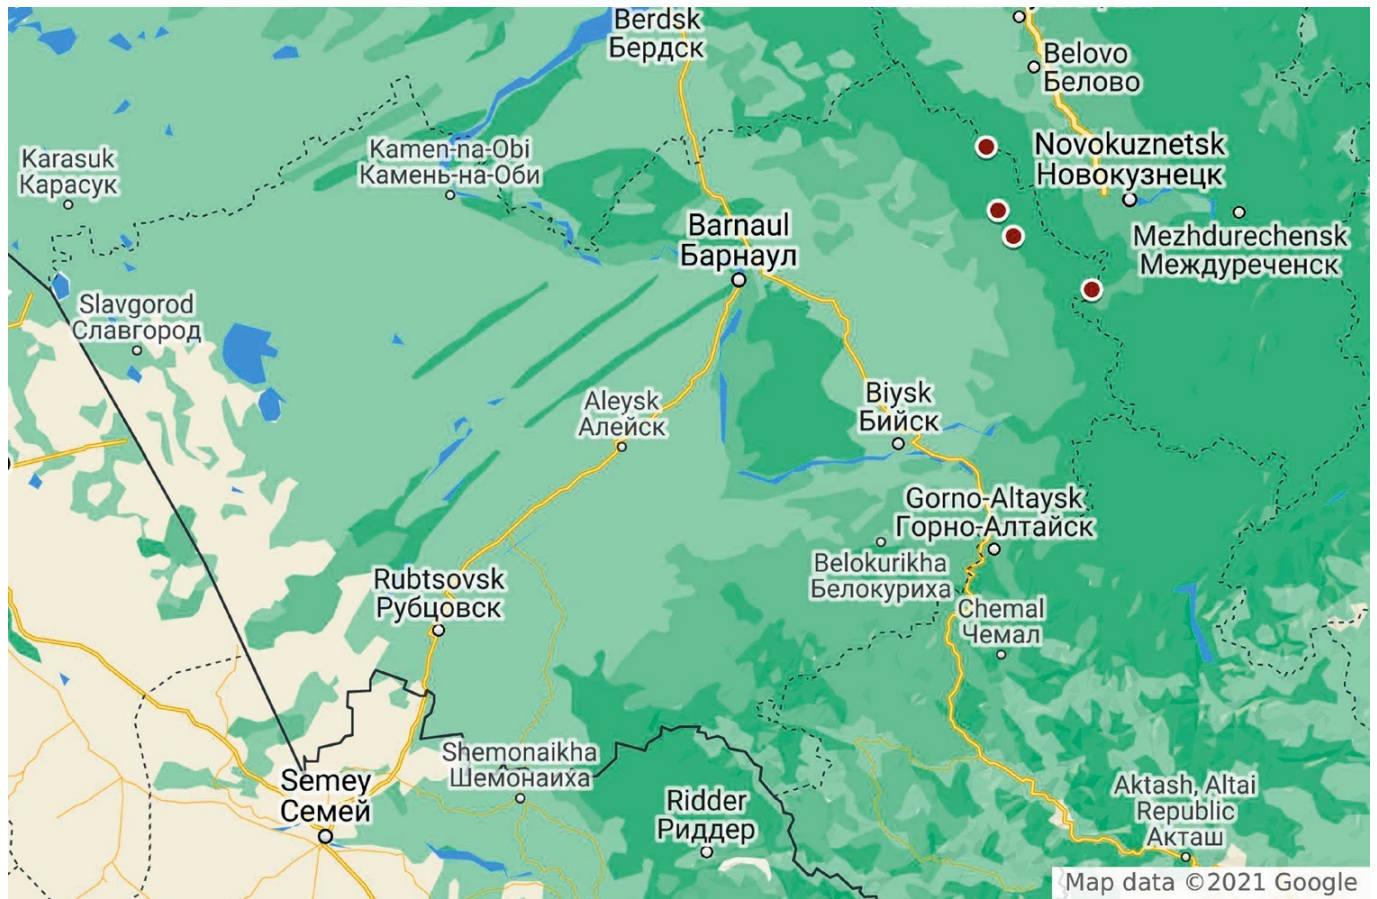 Berdsk
Бердск
Belovo
Белово
Karasuk
Карасук
Kamen-na-Obi
Камень-на-Оби
Novokuznetsk
Новокузнецк
Barnaul
Барнаул
Mezhdurechensk
Междуреченск
Slavgorod
Славгород
Aleysk
Алейск
Biysk
Бийск
Gorno-Altaysk
Горно-Алтайск
Belokurikha
Белокуриха
Rubtsovsk
Рубцовск
Chemal
Чемал
Shemonaikha
Шемонаиха
Semey
Семей
Ridder
Риддер
Aktash, Altai
Republic
Акташ
Map data ©2021 Google